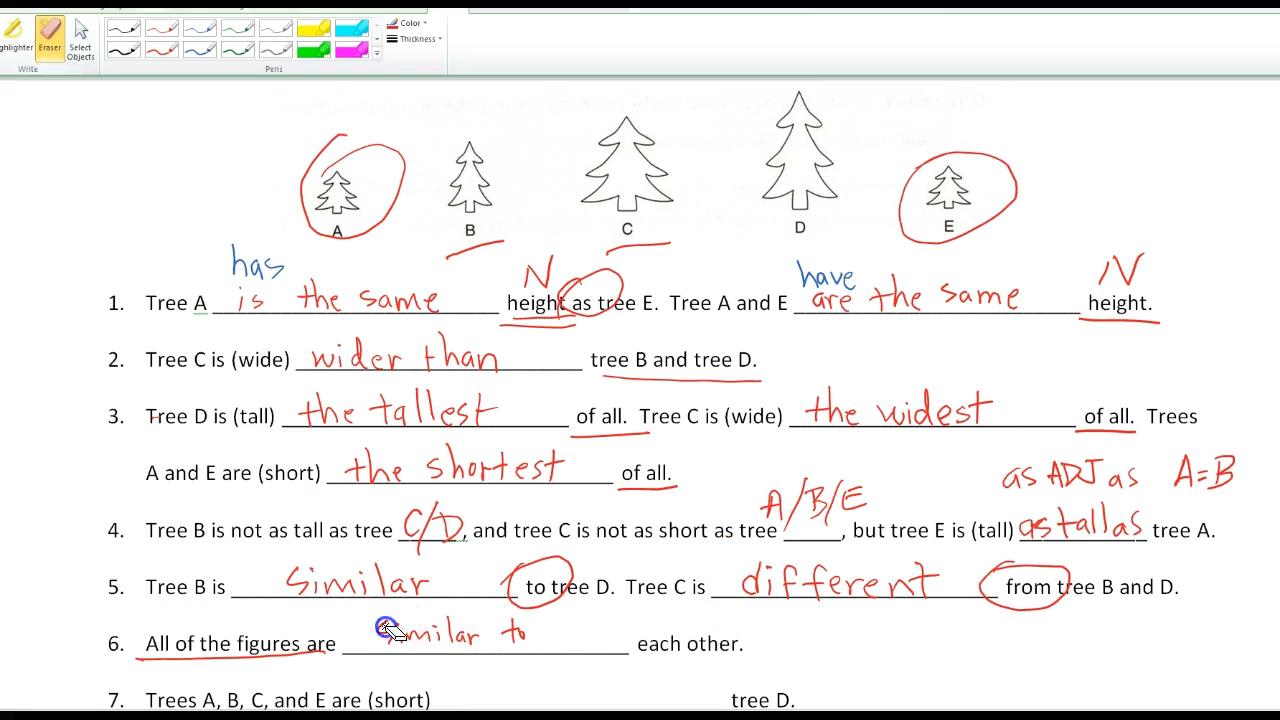 Color
Thickness
ighlighter Eraser Select Objects
Write Pens
A B C D E
has N have N
1. Tree A is the same height as tree E. Tree A and E are the same height.
2. Tree C is (wide) wider than tree B and tree D.
3. Tree D is (tall) the tallest of all. Tree C is (wide) the widest of all. Trees
A and E are (short) the shortest of all.
as ADJ as A=B
A/B/E
4. Tree B is not as tall as tree C/D, and tree C is not as short as tree _____, but tree E is (tall) as tall as tree A.
5. Tree B is similar to tree D. Tree C is different from tree B and D.
6. All of the figures are similar to each other.
7. Trees A, B, C, and E are (short) tree D.